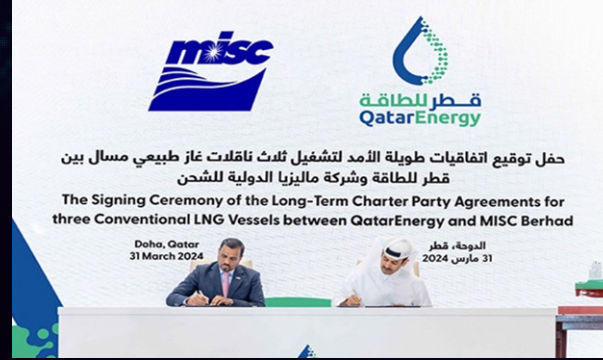 misc
قطر للطاقة
QatarEnergy
حفل توقيع اتفاقيات طويلة الأمد لتشغيل ثلاث ناقلات غاز طبيعي مسال بين
قطر للطاقة وشركة ماليزيا الدولية للشحن
The Signing Ceremony of the Long-Term Charter Party Agreements for
three Conventional LNG Vessels between QatarEnergy and MISC Berhad
Doha, Qatar
31 March 2024
الدوحة، قطر
31 مارس 2024